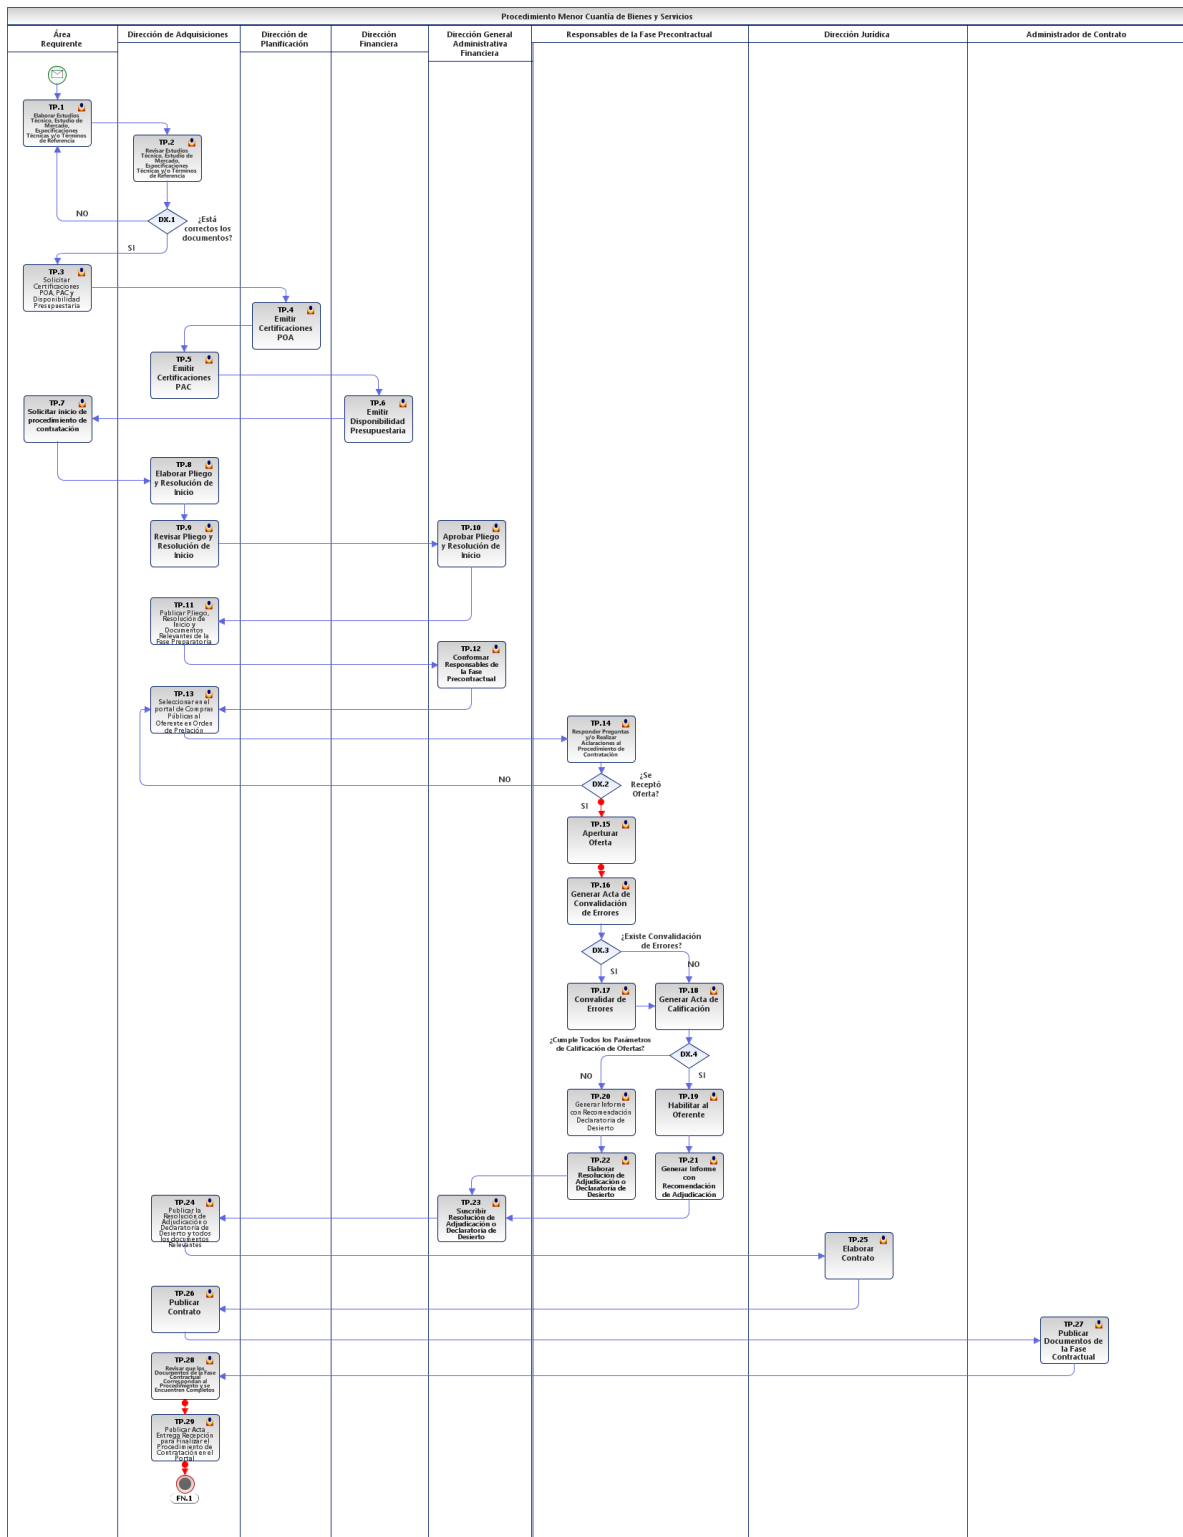 Procedimiento Menor Cuantía de Bienes y Servicios
Área
Requirente
Dirección de Adquisiciones
Dirección de
Planificación
Dirección
Financiera
Dirección General
Administrativa
Financiera
Responsables de la Fase Precontractual
Dirección Jurídica
Administrador de Contrato
TP.1
Elaborar Estudios
Técnico, Estudio de
Mercado,
Especificaciones
Técnicas y/o Términos
de Referencia
TP.2
Revisar Estudios
Técnico, Estudio de
Mercado,
Especificaciones
Técnicas y/o Términos
de Referencia
NO
DX.1
¿Está
correctos los
documentos?
SI
TP.3
Solicitar
Certificaciones
POA, PAC y
Disponibilidad
Presupuestaria
TP.4
Emitir
Certificaciones
POA
TP.5
Emitir
Certificaciones
PAC
TP.7
Solicitar inicio de
procedimiento de
contratación
TP.6
Emitir
Disponibilidad
Presupuestaria
TP.8
Elaborar Pliego
y Resolución de
Inicio
TP.9
Revisar Pliego y
Resolución de
Inicio
TP.10
Aprobar Pliego
y Resolución de
Inicio
TP.11
Publicar Pliego,
Resolución de
Inicio y
Documentos
Relevantes de la
Fase Preparatoria
TP.12
Conformar
Responsables de
la Fase
Precontractual
TP.13
Seleccionar en el
portal de Compras
Públicas al
Oferente en Orden
de Prelación
TP.14
Responder Preguntas
y/o Realizar
Aclaraciones al
Procedimiento de
Contratación
NO
DX.2
¿Se
Receptó
Oferta?
SI
TP.15
Aperturar
Oferta
TP.16
Generar Acta de
Convalidación
de Errores
¿Existe Convalidación
de Errores?
DX.3
NO
SI
TP.17
Convalidar de
Errores
TP.18
Generar Acta de
Calificación
¿Cumple Todos los Parámetros
de Calificación de Ofertas?
DX.4
NO
SI
TP.20
Generar Informe
con Recomendación
Declaratoria de
Desierto
TP.19
Habilitar al
Oferente
TP.22
Elaborar
Resolución de
Adjudicación o
Declaratoria de
Desierto
TP.21
Generar Informe
con
Recomendación
de Adjudicación
TP.24
Publicar la
Resolución de
Adjudicación o
Declaratoria de
Desierto y todos
los documentos
Relevantes
TP.23
Suscribir
Resolución de
Adjudicación o
Declaratoria de
Desierto
TP.25
Elaborar
Contrato
TP.26
Publicar
Contrato
TP.27
Publicar
Documentos de
la Fase
Contractual
TP.28
Revisar que los
Documentos de la Fase
Contractual
Correspondan al
Procedimiento y se
Encuentren Completos
TP.29
Publicar Acta
Entrega Recepción
para Finalizar el
Procedimiento de
Contratación en el
Portal
FN.1